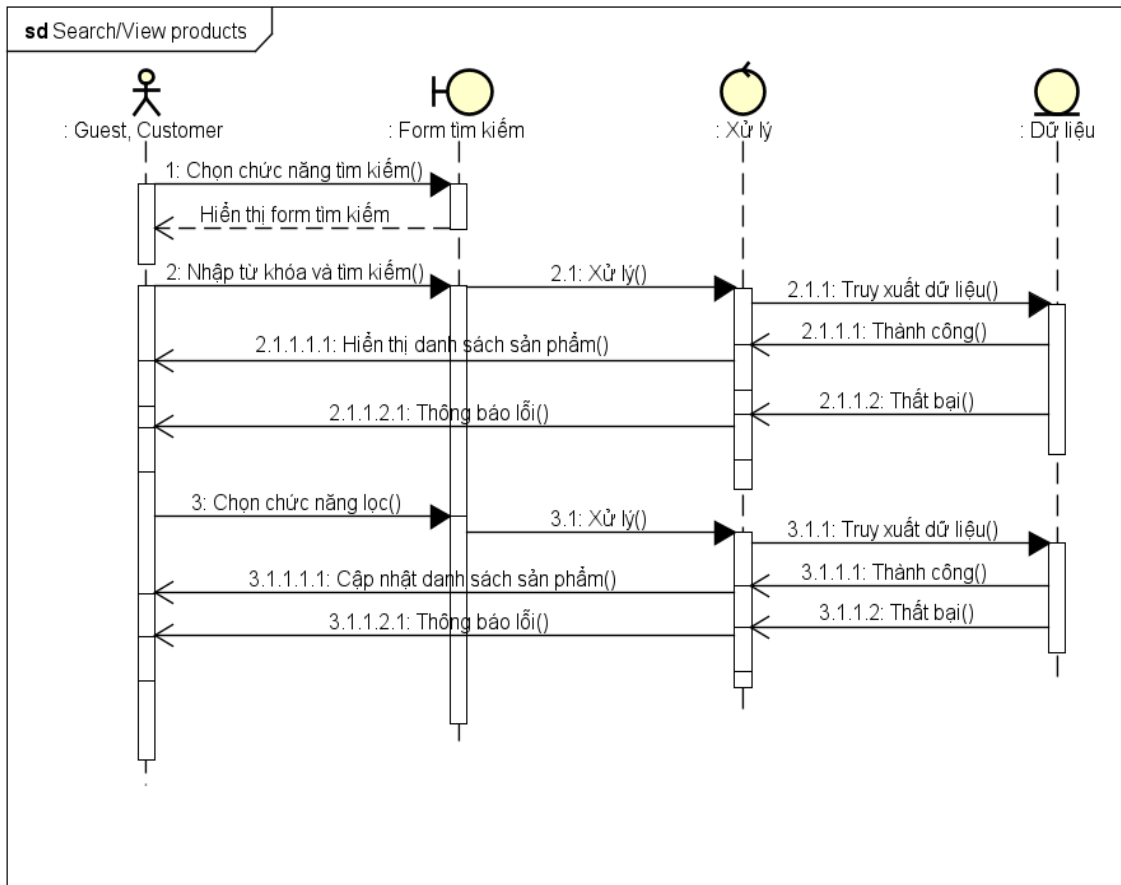 sd Search/View products
: Guest, Customer
: Form tìm kiếm
: Xử lý
: Dữ liệu
1: Chọn chức năng tìm kiếm()
Hiển thị form tìm kiếm
2: Nhập từ khóa và tìm kiếm()
2.1: Xử lý()
2.1.1: Truy xuất dữ liệu()
2.1.1.1: Thành công()
2.1.1.1.1: Hiển thị danh sách sản phẩm()
2.1.1.2: Thất bại()
2.1.1.2.1: Thông báo lỗi()
3: Chọn chức năng lọc()
3.1: Xử lý()
3.1.1: Truy xuất dữ liệu()
3.1.1.1: Thành công()
3.1.1.1.1: Cập nhật danh sách sản phẩm()
3.1.1.2: Thất bại()
3.1.1.2.1: Thông báo lỗi()